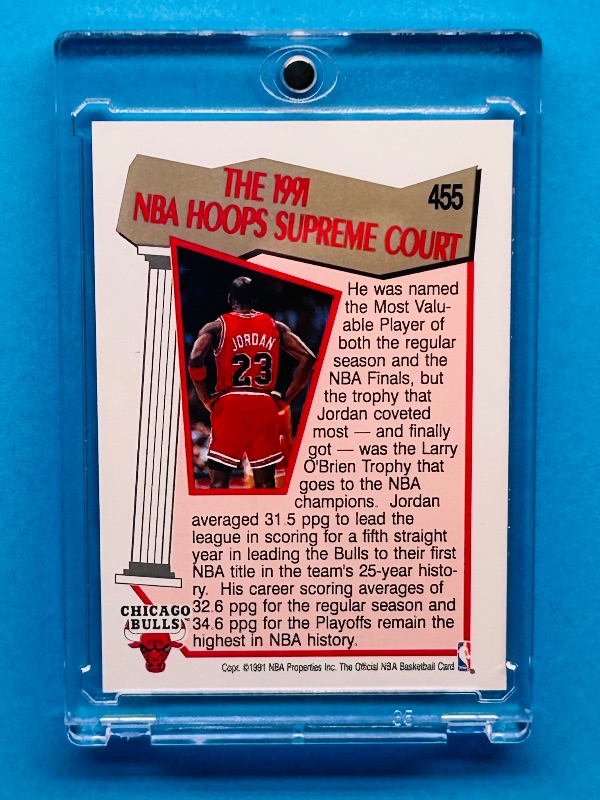 THE 1991
NBA HOOPS SUPREME COURT
455
JORDAN
23
He was named
the Most Valu-
able Player of
both the regular
season and the
NBA Finals, but
the trophy that
Jordan coveted
most — and finally
got — was the Larry
O'Brien Trophy that
goes to the NBA
champions. Jordan
averaged 31.5 ppg to lead the
league in scoring for a fifth straight
year in leading the Bulls to their first
NBA title in the team's 25-year histo-
ry. His career scoring averages of
32.6 ppg for the regular season and
34.6 ppg for the Playoffs remain the
highest in NBA history.
CHICAGO
BULLS
Copr. ©1991 NBA Properties Inc. The Official NBA Basketball Card
35